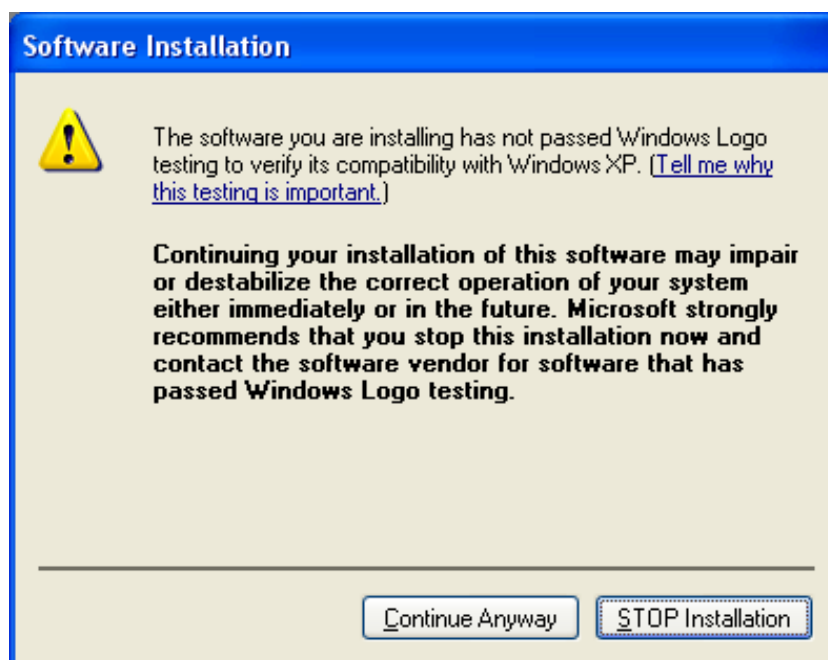 Software Installation
The software you are installing has not passed Windows Logo
testing to verify its compatibility with Windows XP. (Tell me why
this testing is important.)
Continuing your installation of this software may impair
or destabilize the correct operation of your system
either immediately or in the future. Microsoft strongly
recommends that you stop this installation now and
contact the software vendor for software that has
passed Windows Logo testing.
Continue Anyway
STOP Installation